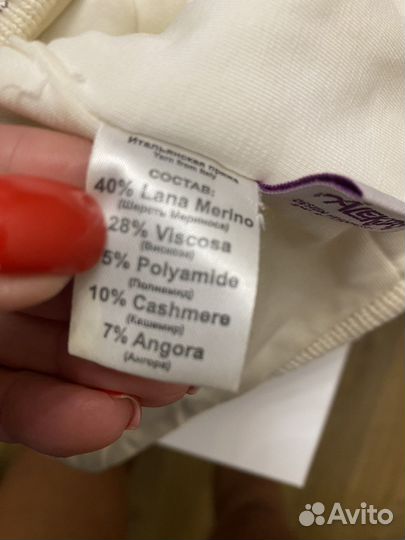 Итальянская пряжа
Yarn from Italy
СОСТАВ:
40% Lana Merino
(Шерсть Мериноса)
28% Viscosa
(Вискоза)
5% Polyamide
(Полиамид)
10% Cashmere
(Кашемир)
7% Angora
(Ангора)
Avito